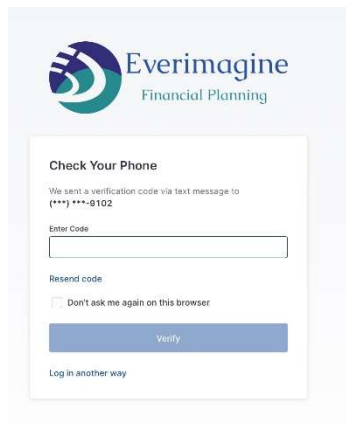 Everimagine
Financial Planning
Check Your Phone
We sent a verification code via text message to
(***) ***-9102
Enter Code
Resend code
Don't ask me again on this browser
Verify
Log in another way